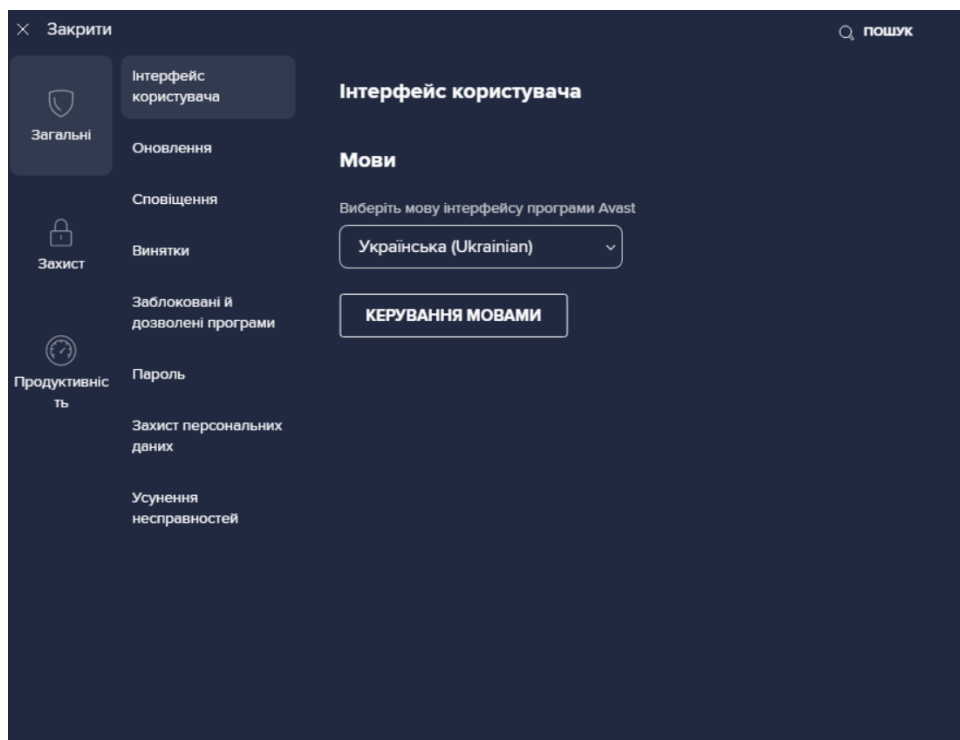 Закрити
ПОШУК
Загальні
Захист
Продуктивніс
ть
Інтерфейс
користувача
Оновлення
Сповіщення
Винятки
Заблоковані й
дозволені програми
Пароль
Захист персональних
даних
Усунення
несправностей
Інтерфейс користувача
Мови
Виберіть мову інтерфейсу програми Avast
Українська (Ukrainian)
КЕРУВАННЯ МОВАМИ